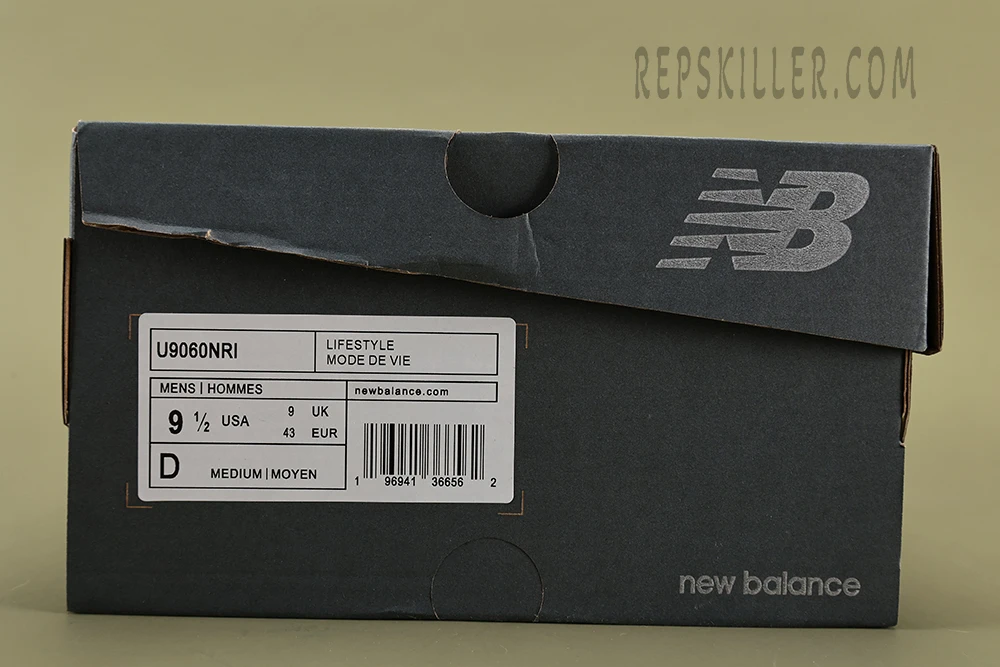 REPSKILLER.COM
NB
U9060NRI
LIFESTYLE
MODE DE VIE
MENS | HOMMES
newbalance.com
9 ½ USA
9 UK
43 EUR
D MEDIUM | MOYEN
1 96941 36656 2
new balance